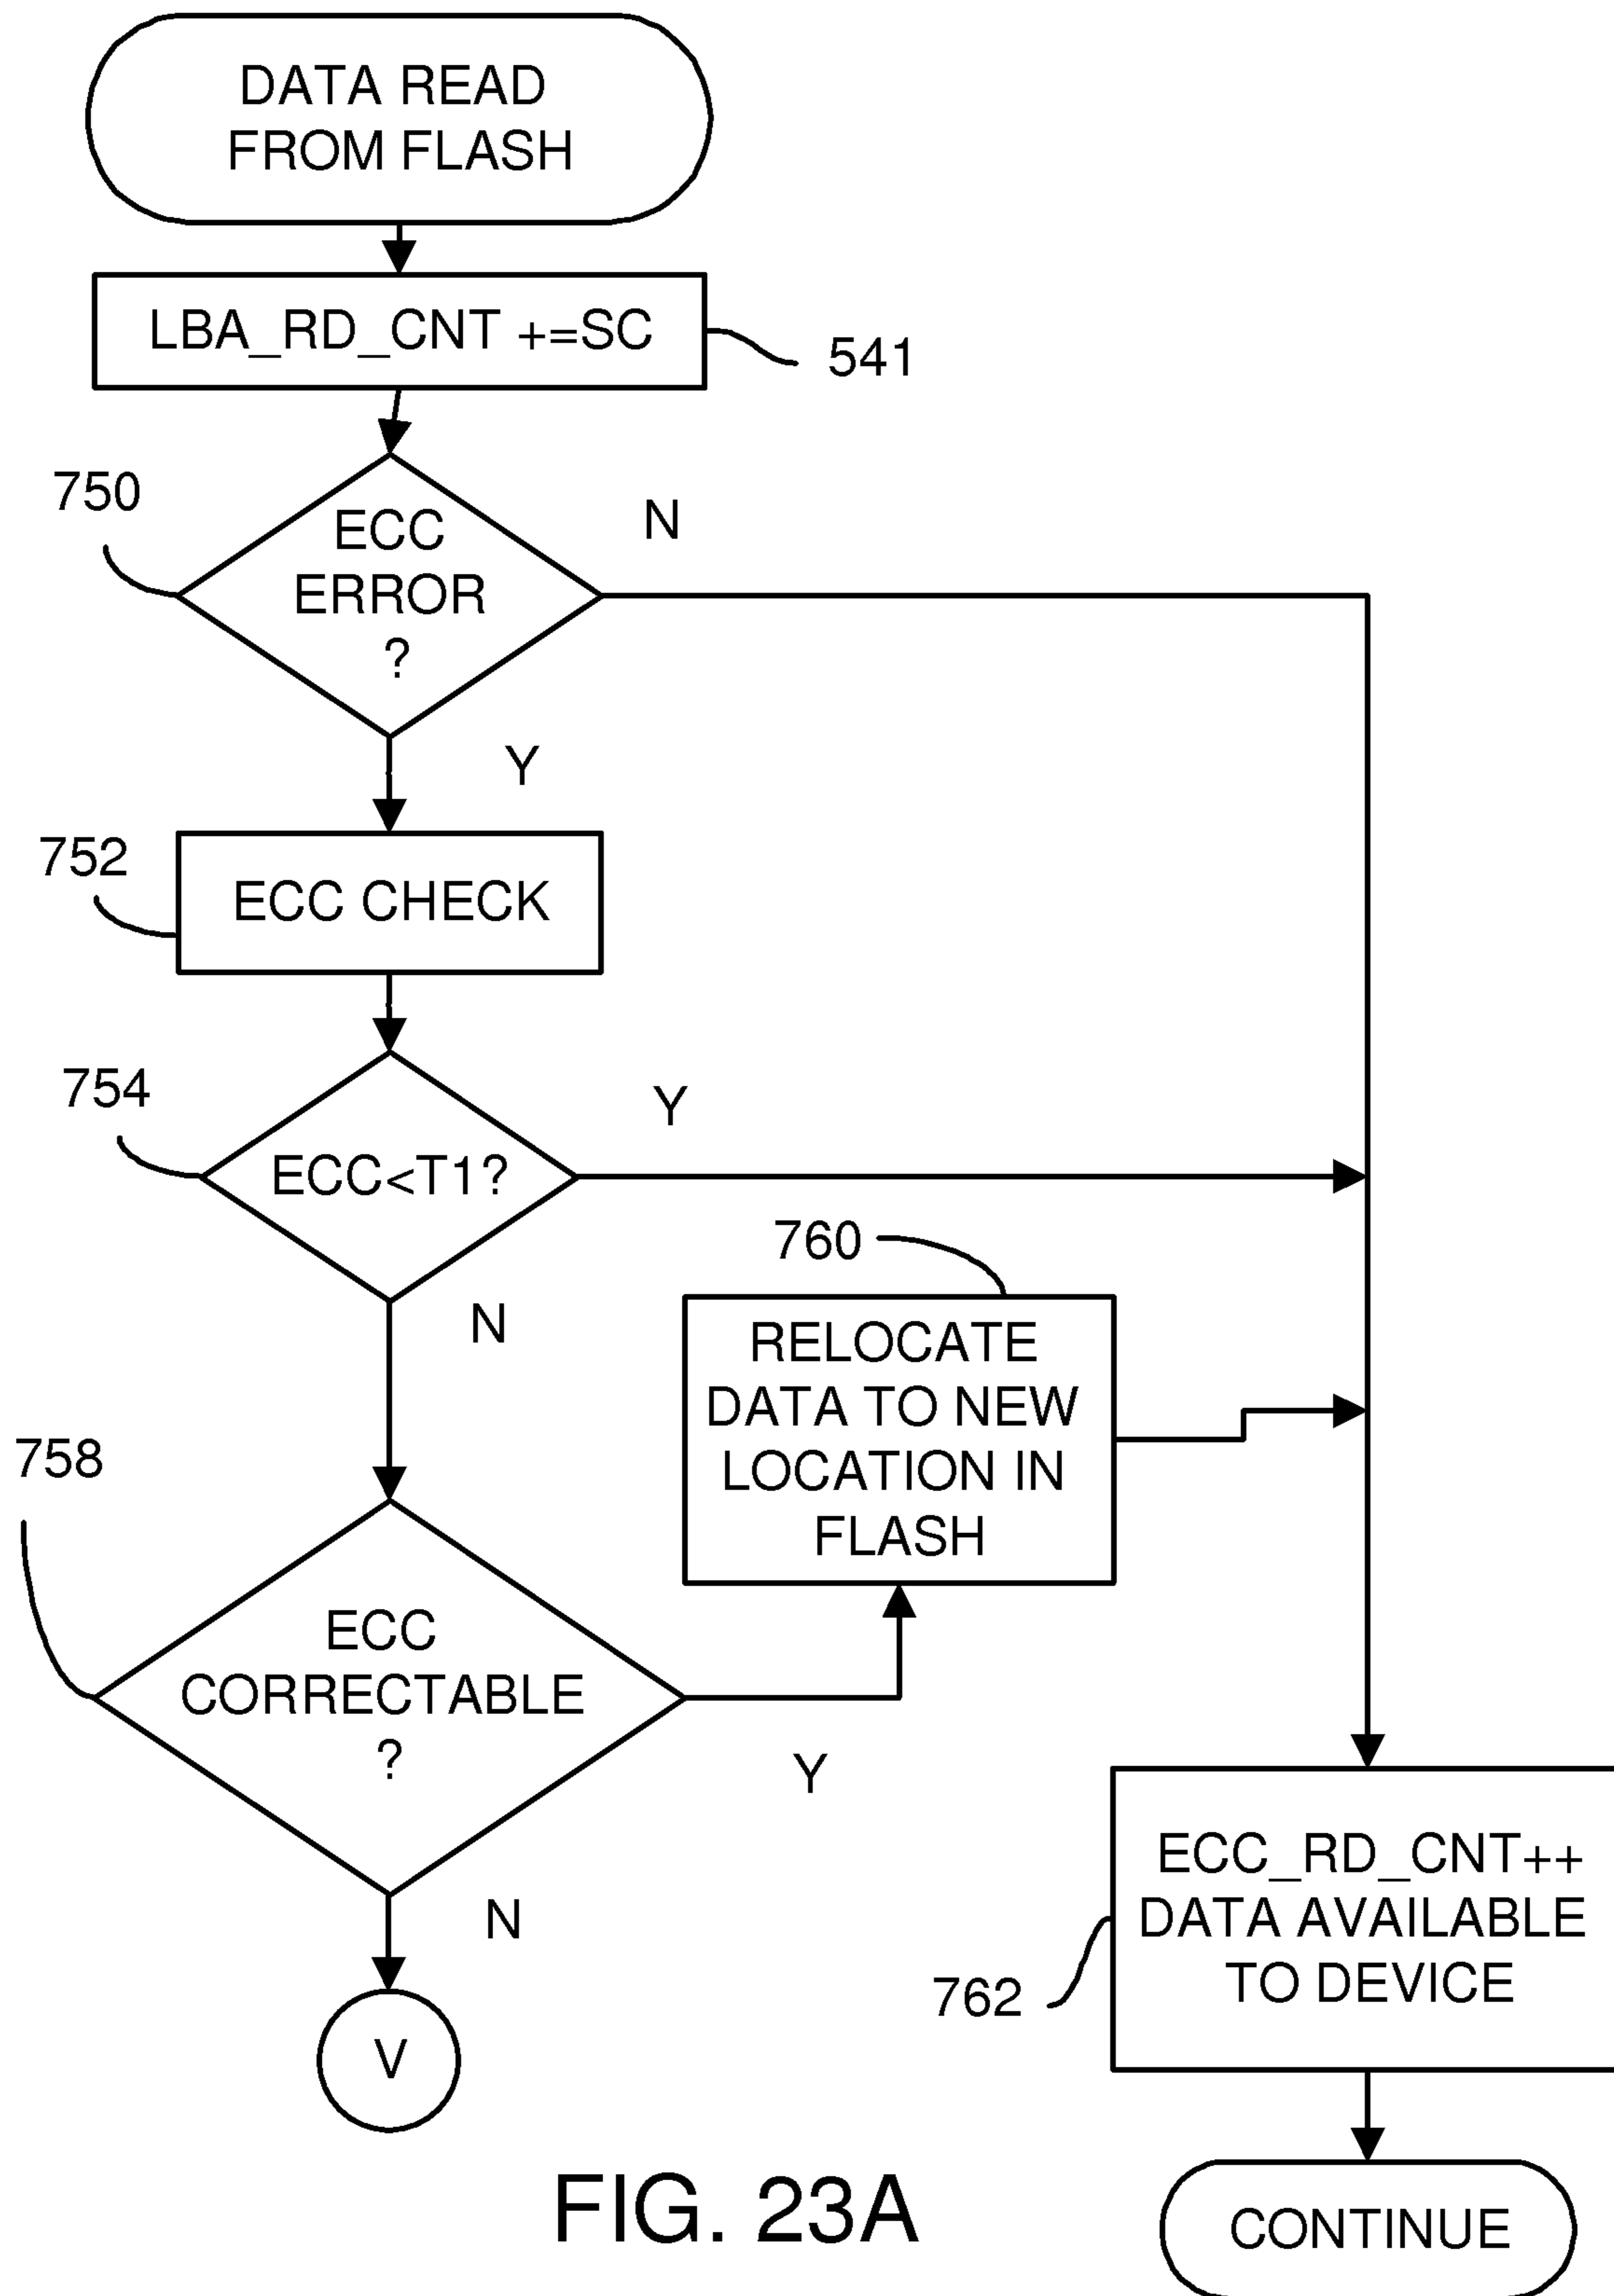 DATA READ
FROM FLASH
LBA_RD_CNT +=SC
541
750
ECC
ERROR
?
N
Y
752
ECC CHECK
754
ECC<T1?
Y
N
760
RELOCATE
DATA TO NEW
LOCATION IN
FLASH
758
ECC
CORRECTABLE
?
Y
N
V
ECC_RD_CNT++
DATA AVAILABLE
TO DEVICE
762
CONTINUE
FIG. 23A